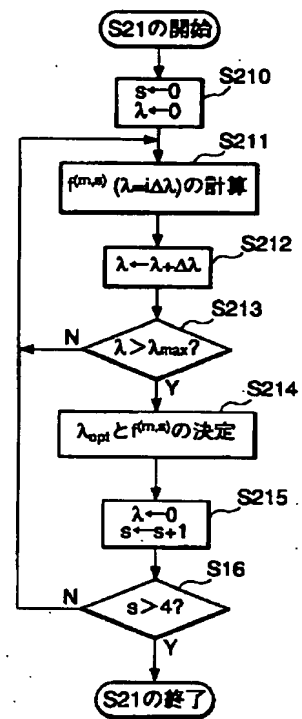 S21の開始
S210
s←0
λ←0
S211
f(m,s) (λ=iΔλ)の計算
S212
λ←λ+Δλ
S213
N
λ>λmax?
Y
S214
λoptとf(m,s)の決定
S215
λ←0
s←s+1
S16
N
s>4?
Y
S21の終了